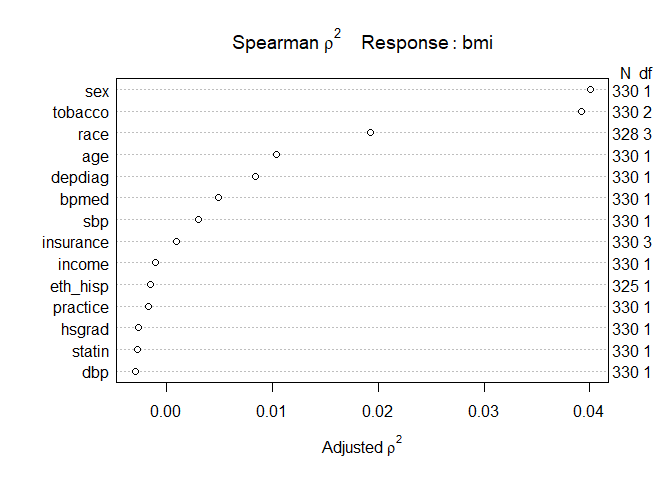 Spearman ρ² Response : bmi
N df
sex 330 1
tobacco 330 2
race 328 3
age 330 1
depdiag 330 1
bpmed 330 1
sbp 330 1
insurance 330 3
income 330 1
eth_hisp 325 1
practice 330 1
hsgrad 330 1
statin 330 1
dbp 330 1
0.00 0.01 0.02 0.03 0.04
Adjusted ρ²